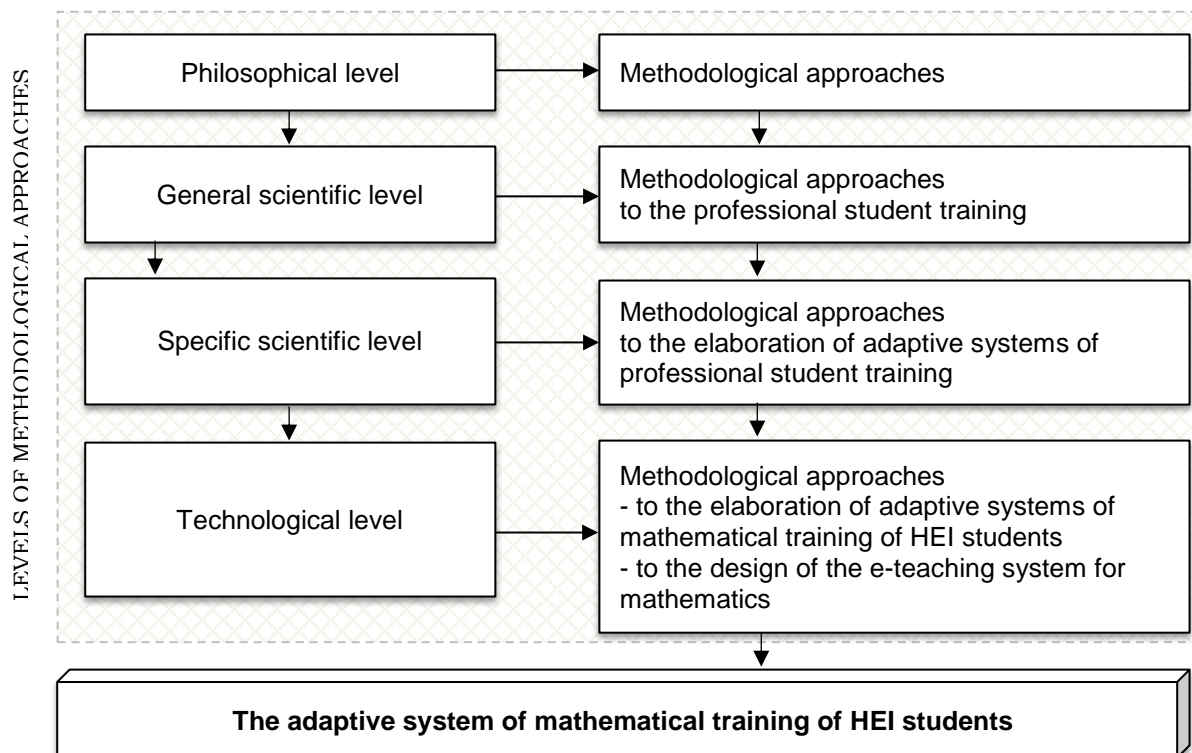 LEVELS OF METHODOLOGICAL APPROACHES
Philosophical level
Methodological approaches
General scientific level
Methodological approaches
to the professional student training
Specific scientific level
Methodological approaches
to the elaboration of adaptive systems of
professional student training
Technological level
Methodological approaches
- to the elaboration of adaptive systems of
mathematical training of HEI students
- to the design of the e-teaching system for
mathematics
The adaptive system of mathematical training of HEI students